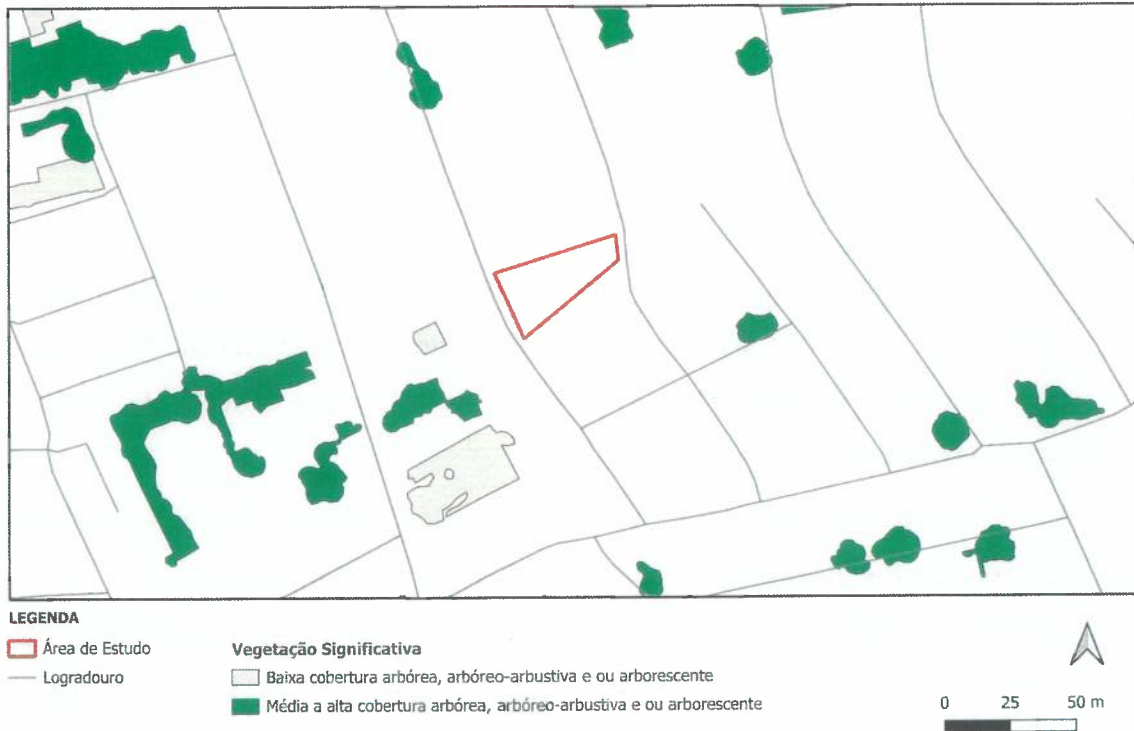 LEGENDA
Área de Estudo
Logradouro
Vegetação Significativa
Baixa cobertura arbórea, arbóreo-arbustiva e ou arborescente
Média a alta cobertura arbórea, arbóreo-arbustiva e ou arborescente
0 25 50 m